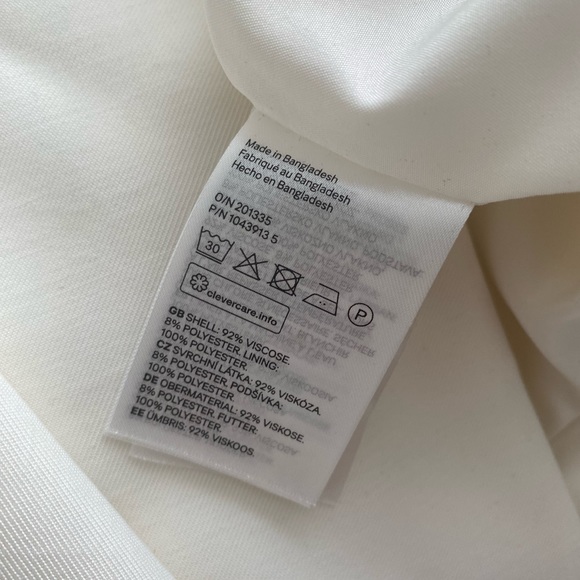 Made in Bangladesh
Fabriqué au Bangladesh
Hecho en Bangladesh
O/N 201335
P/N 1043913 5
30
P
clevercare.info
GB SHELL: 92% VISCOSE.
8% POLYESTER. LINING:
100% POLYESTER.
CZ SVRCHNÍ LÁTKA: 92% VISKÓZA.
8% POLYESTER. PODŠÍVKA:
100% POLYESTER.
DE OBERMATERIAL: 92% VISKOSE.
8% POLYESTER. FUTTER:
100% POLYESTER.
EE ÜMBRIS: 92% VISKOOS.